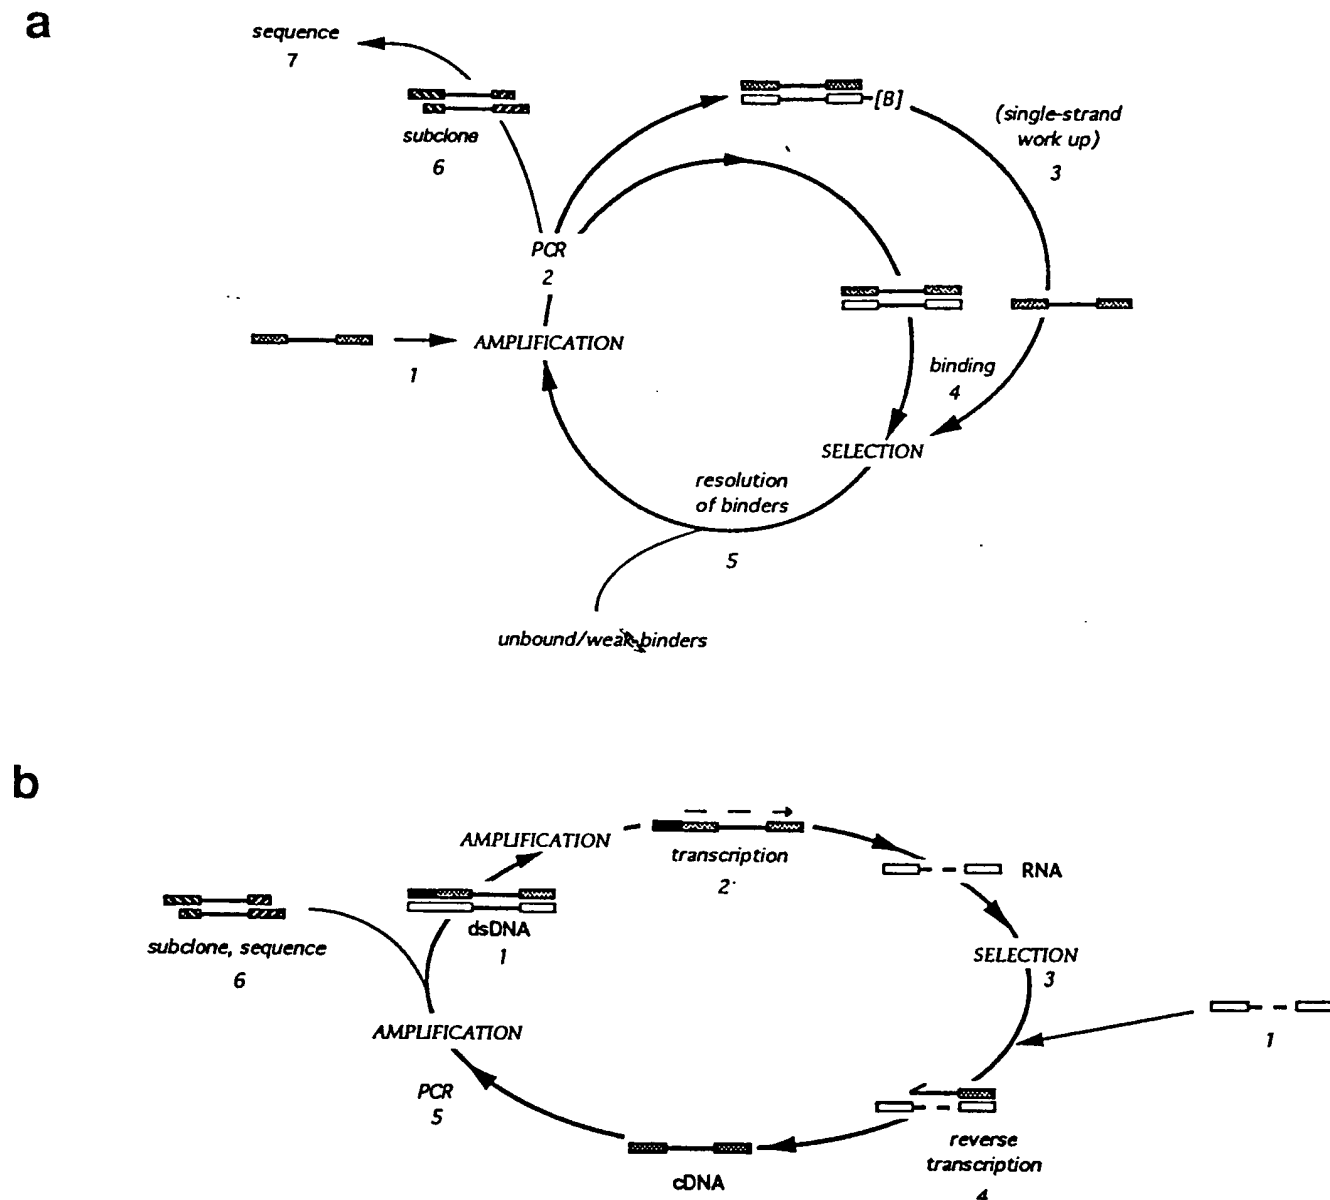 a
sequence
7
subclone
6
[B]
(single-strand
work up)
3
PCR
2
AMPLIFICATION
1
binding
4
SELECTION
resolution
of binders
5
unbound/weak-binders
b
AMPLIFICATION
transcription
2
RNA
dsDNA
1
subclone, sequence
6
SELECTION
3
1
AMPLIFICATION
PCR
5
reverse
transcription
4
cDNA